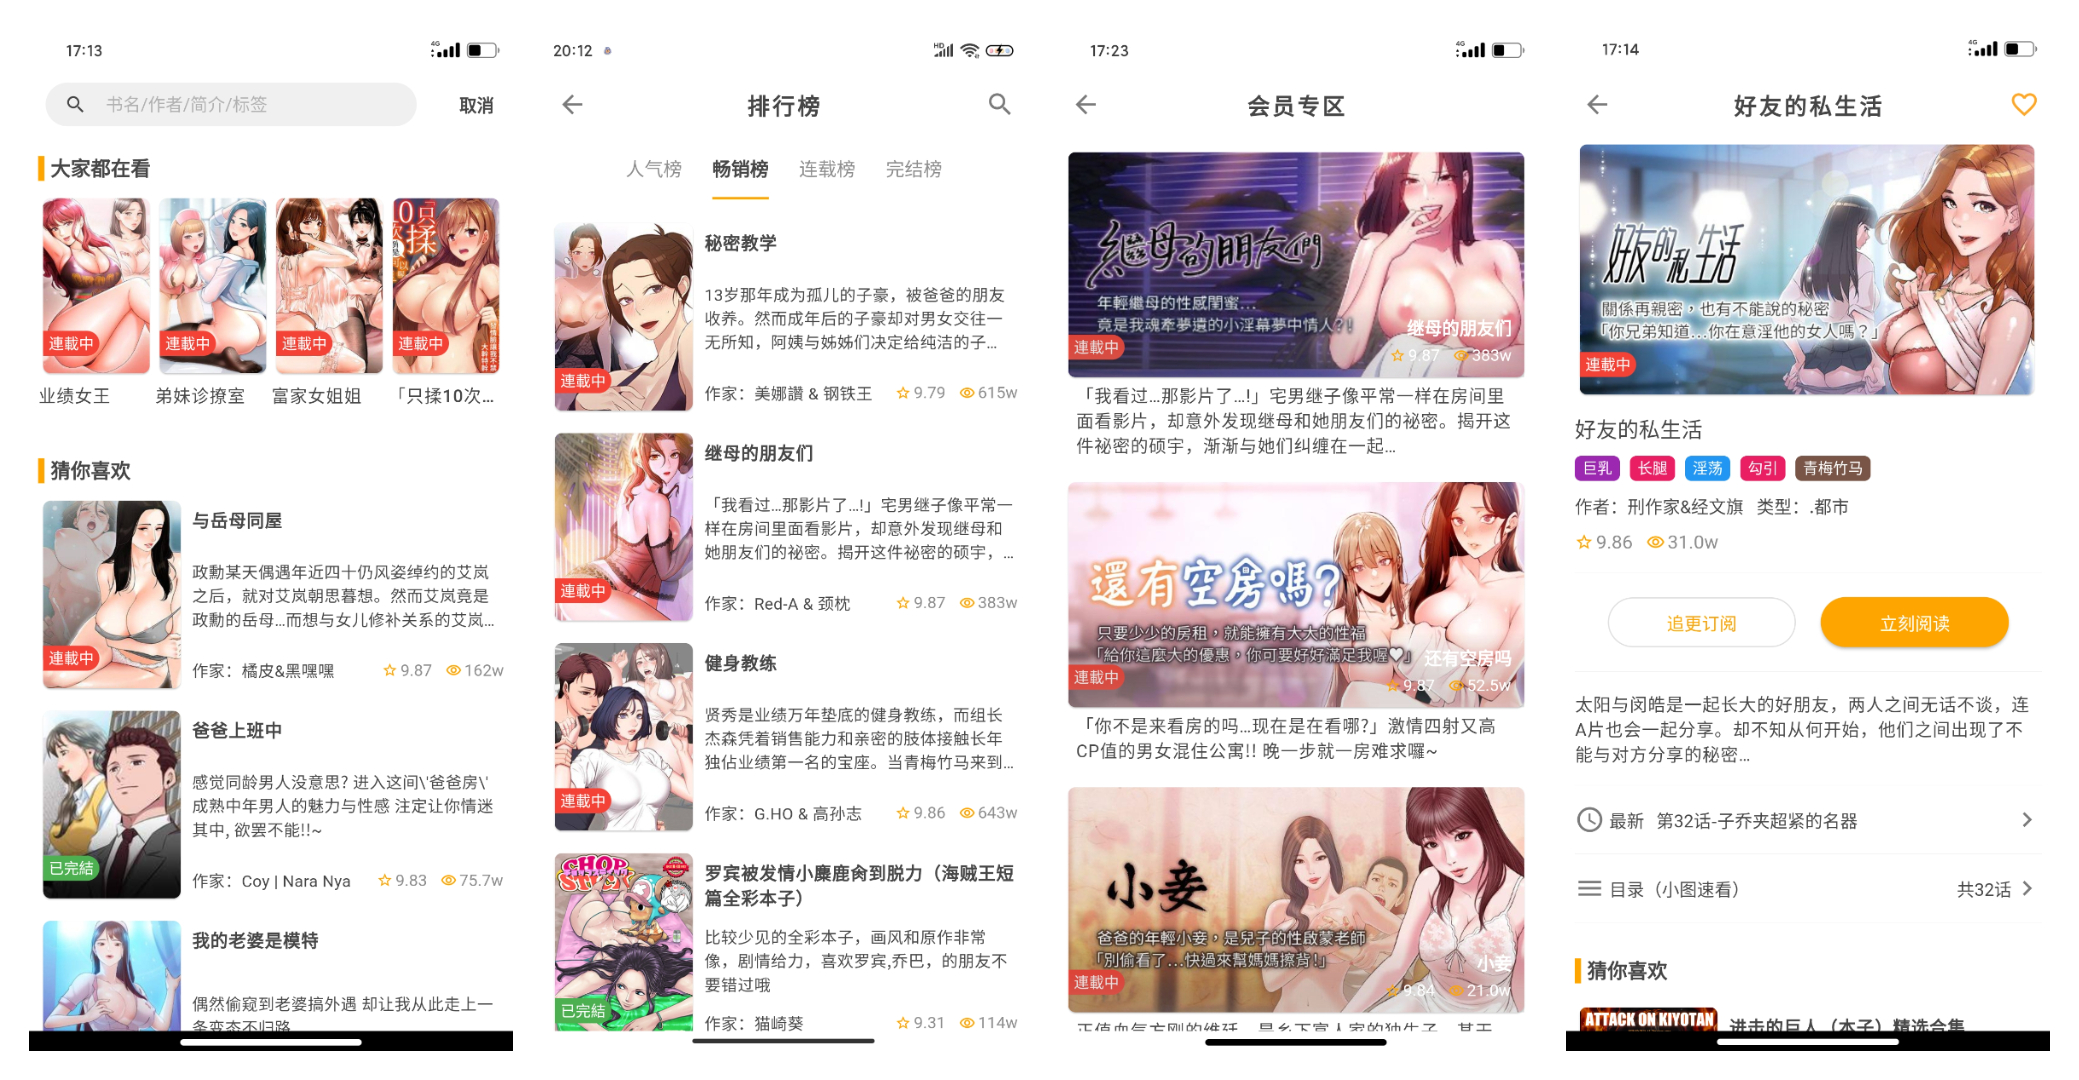 17:13
4G
书名/作者/简介/标签
取消
大家都在看
10次
只揉
連載中
連載中
連載中
連載中
业绩女王
弟妹诊撩室
富家女姐姐
「只揉10次...
猜你喜欢
与岳母同屋
政勳某天偶遇年近四十仍风姿绰约的艾岚
之后，就对艾岚朝思暮想。然而艾岚竟是
政勳的岳母...而想与女儿修补关系的艾岚...
連載中
作家：橘皮&黑嘿嘿
9.87
162w
爸爸上班中
感觉同龄男人没意思? 进入这间\'爸爸房\'
成熟中年男人的魅力与性感 注定让你情迷
其中, 欲罢不能!!~
已完結
作家：Coy | Nara Nya
9.83
75.7w
我的老婆是模特
偶然偷窥到老婆搞外遇 却让我从此走上一
条变态不归路
20:12
HD
排行榜
人气榜
畅销榜
连载榜
完结榜
秘密教学
13岁那年成为孤儿的子豪，被爸爸的朋友
收养。然而成年后的子豪却对男女交往一
无所知，阿姨与姊姊们决定给纯洁的子...
連載中
作家：美娜讚 & 钢铁王
9.79
615w
继母的朋友们
「我看过...那影片了...!」宅男继子像平常一
样在房间里面看影片，却意外发现继母和
她朋友们的祕密。揭开这件祕密的硕宇，...
連載中
作家：Red-A & 颈枕
9.87
383w
健身教练
贤秀是业绩万年垫底的健身教练，而组长
杰森凭着销售能力和亲密的肢体接触长年
独佔业绩第一名的宝座。当青梅竹马来到...
連載中
作家：G.HO & 高孙志
9.86
643w
CHOP
STICK
罗宾被发情小麋鹿肏到脱力（海贼王短
篇全彩本子）
比较少见的全彩本子，画风和原作非常
像，剧情给力，喜欢罗宾,乔巴，的朋友不
要错过哦
已完結
作家：猫崎葵
9.31
114w
17:23
4G
会员专区
繼母的朋友們
年輕繼母的性感閨蜜...
竟是我魂牽夢遺的小淫幕夢中情人?!
继母的朋友们
連載中
9.87
383w
「我看过...那影片了...!」宅男继子像平常一样在房间里
面看影片，却意外发现继母和她朋友们的祕密。揭开这
件祕密的硕宇，渐渐与她们纠缠在一起...
還有空房嗎?
只要少少的房租，就能擁有大大的性福
「給你這麼大的優惠，你可要好好滿足我喔♥」
还有空房吗
連載中
9.87
52.5w
「你不是来看房的吗...现在是在看哪?」激情四射又高
CP值的男女混住公寓!! 晚一步就一房难求囉~
小妾
爸爸的年輕小妾，是兒子的性啟蒙老師
「別偷看了...快過來幫媽媽擦背!」
小妾
連載中
9.84
21.0w
正值血气方刚的维廷，是乡下富人家的独生子，某天
17:14
4G
好友的私生活
好友的私生活
關係再親密，也有不能說的秘密
「你兄弟知道...你在意淫他的女人嗎？」
連載中
好友的私生活
巨乳
长腿
淫荡
勾引
青梅竹马
作者：刑作家&经文旗 类型：.都市
9.86
31.0w
追更订阅
立刻阅读
太阳与闵皓是一起长大的好朋友，两人之间无话不谈，连
A片也会一起分享。却不知从何开始，他们之间出现了不
能与对方分享的秘密...
最新 第32话-子乔夹超紧的名器
目录（小图速看）
共32话
猜你喜欢
ATTACK ON KIYOTAN
进击的巨人（本子）精选合集